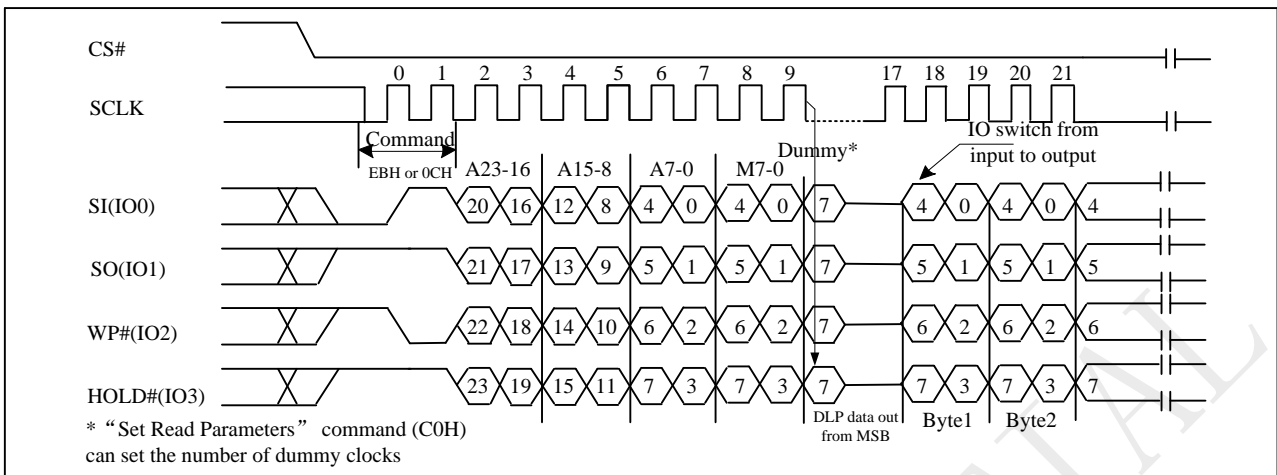 CS#
0 1 2 3 4 5 6 7 8 9 17 18 19 20 21
SCLK
Command
IO switch from
input to output
Dummy*
EBH or 0CH
A23-16 A15-8 A7-0 M7-0
SI(IO0) 20 16 12 8 4 0 4 0 7 4 0 4 0 4
SO(IO1) 21 17 13 9 5 1 5 1 7 5 1 5 1 5
WP#(IO2) 22 18 14 10 6 2 6 2 7 6 2 6 2 6
HOLD#(IO3) 23 19 15 11 7 3 7 3 7 7 3 7 3 7
DLP data out
from MSB
Byte1 Byte2
* “Set Read Parameters” command (C0H)
can set the number of dummy clocks